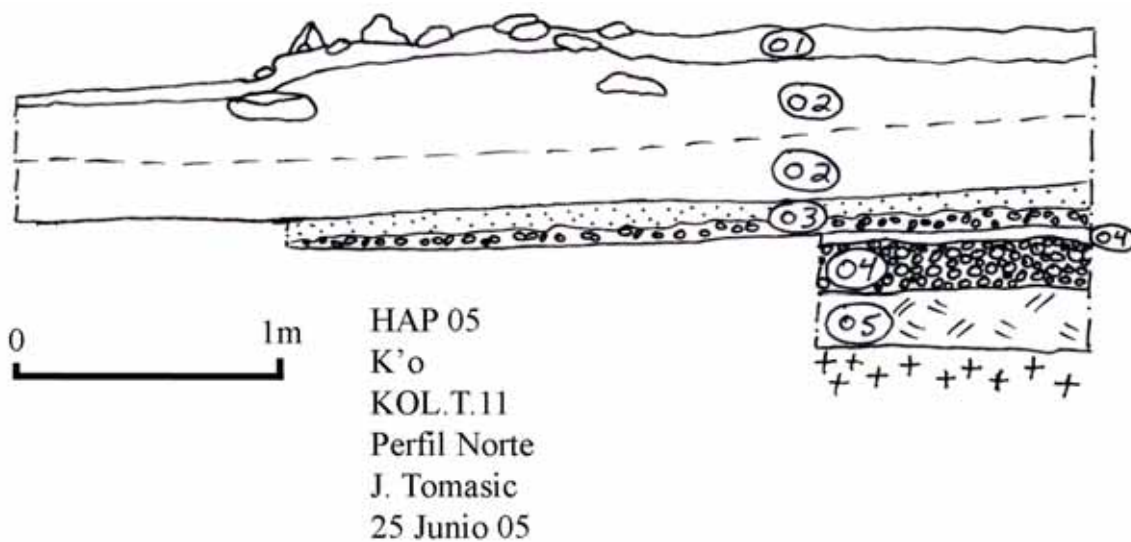 01
02
02
03
04
04
05
0 1m
HAP 05
K'o
KOL.T.11
Perfil Norte
J. Tomasic
25 Junio 05